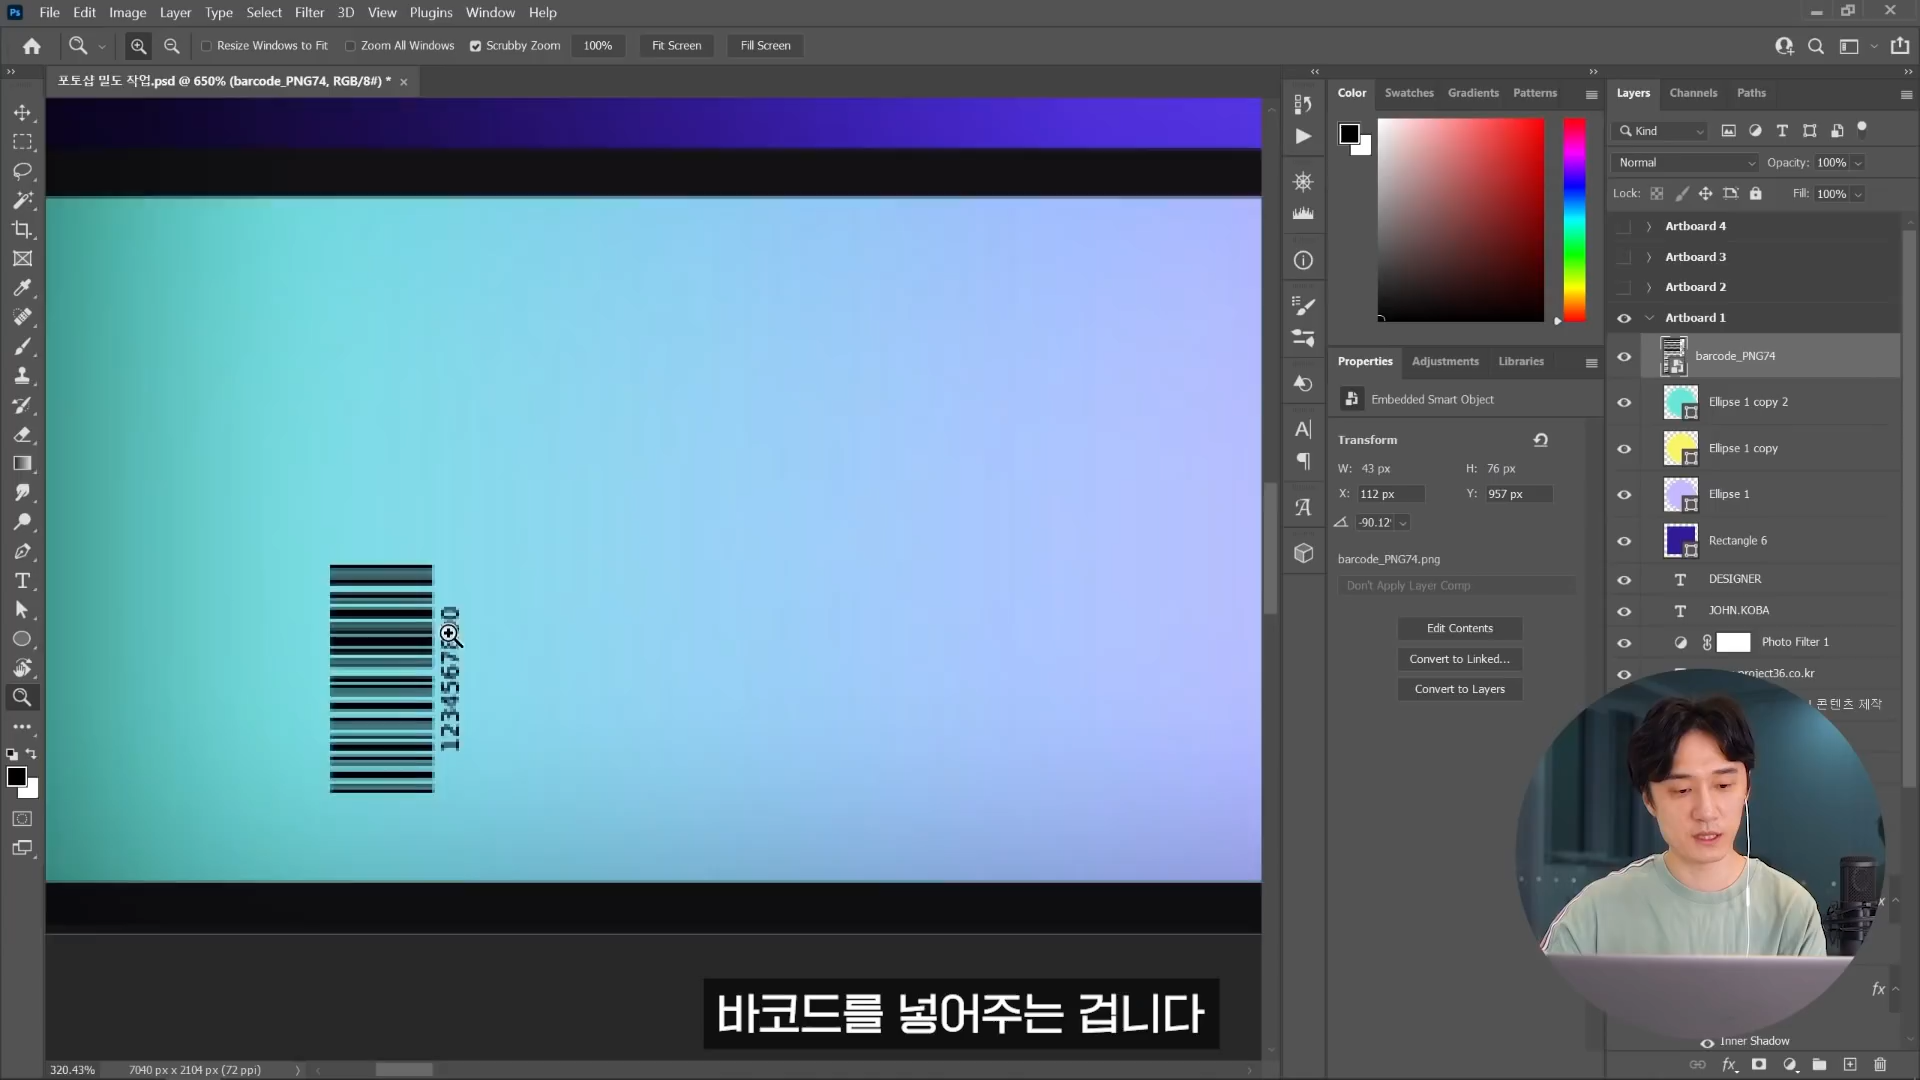 Ps File Edit Image Layer Type Select Filter 3D View Plugins Window Help
Resize Windows to Fit Zoom All Windows Scrubby Zoom 100% Fit Screen Fill Screen
포토샵 밀도 작업.psd @ 650% (barcode_PNG74, RGB/8#) *
Color Swatches Gradients Patterns
Layers Channels Paths
Kind
Normal Opacity: 100%
Lock: Fill: 100%
Artboard 4
Artboard 3
Artboard 2
Artboard 1
barcode_PNG74
Ellipse 1 copy 2
Ellipse 1 copy
Ellipse 1
Rectangle 6
DESIGNER
JOHN.KOBA
Photo Filter 1
project36.co.kr
콘텐츠 제작
fx
Inner Shadow
Properties Adjustments Libraries
Embedded Smart Object
Transform
W: 43 px H: 76 px
X: 112 px Y: 957 px
-90.12°
barcode_PNG74.png
Don't Apply Layer Comp
Edit Contents
Convert to Linked...
Convert to Layers
바코드를 넣어주는 겁니다
320.43% 7040 px x 2104 px (72 ppi)